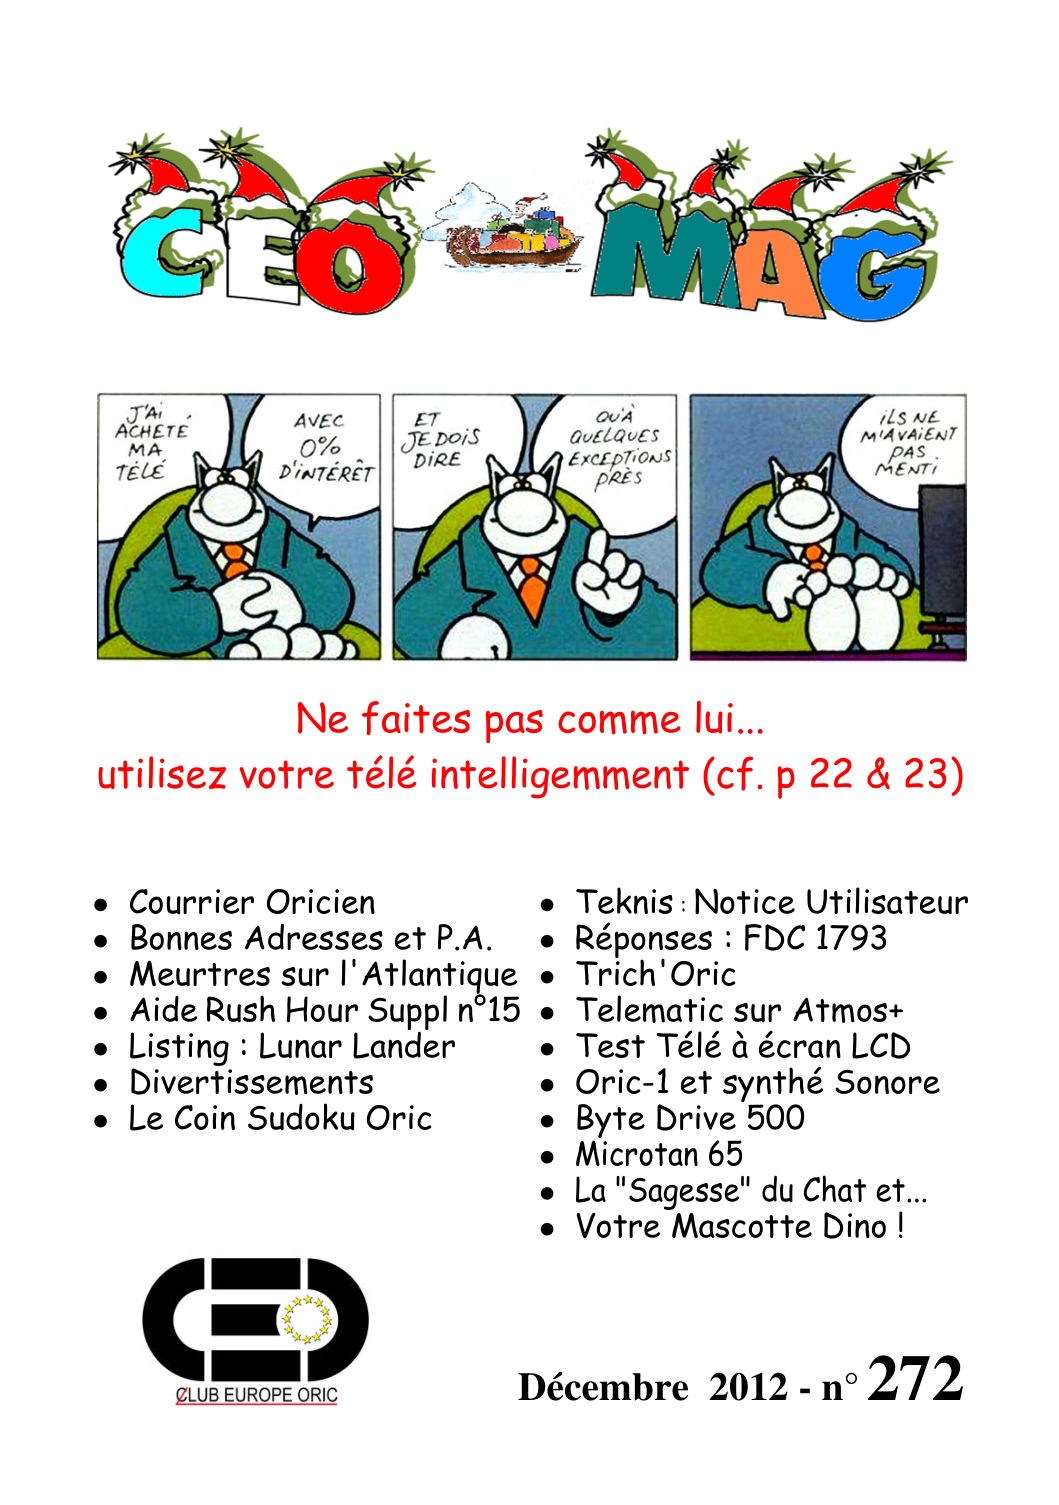 CEO MAG
J'AI
ACHETÉ
MA
TÉLÉ
AVEC
0%
D'INTÉRÊT
ET
JE DOIS
DIRE
QU'À
QUELQUES
EXCEPTIONS
PRÈS
ILS NE
M'AVAIENT
PAS
MENTI
Ne faites pas comme lui...
utilisez votre télé intelligemment (cf. p 22 & 23)
● Courrier Oricien
● Bonnes Adresses et P.A.
● Meurtres sur l'Atlantique
● Aide Rush Hour Suppl n°15
● Listing : Lunar Lander
● Divertissements
● Le Coin Sudoku Oric
● Teknis : Notice Utilisateur
● Réponses : FDC 1793
● Trich'Oric
● Telematic sur Atmos+
● Test Télé à écran LCD
● Oric-1 et synthé Sonore
● Byte Drive 500
● Microtan 65
● La "Sagesse" du Chat et...
● Votre Mascotte Dino !
CEO
CLUB EUROPE ORIC
Décembre 2012 - n° 272